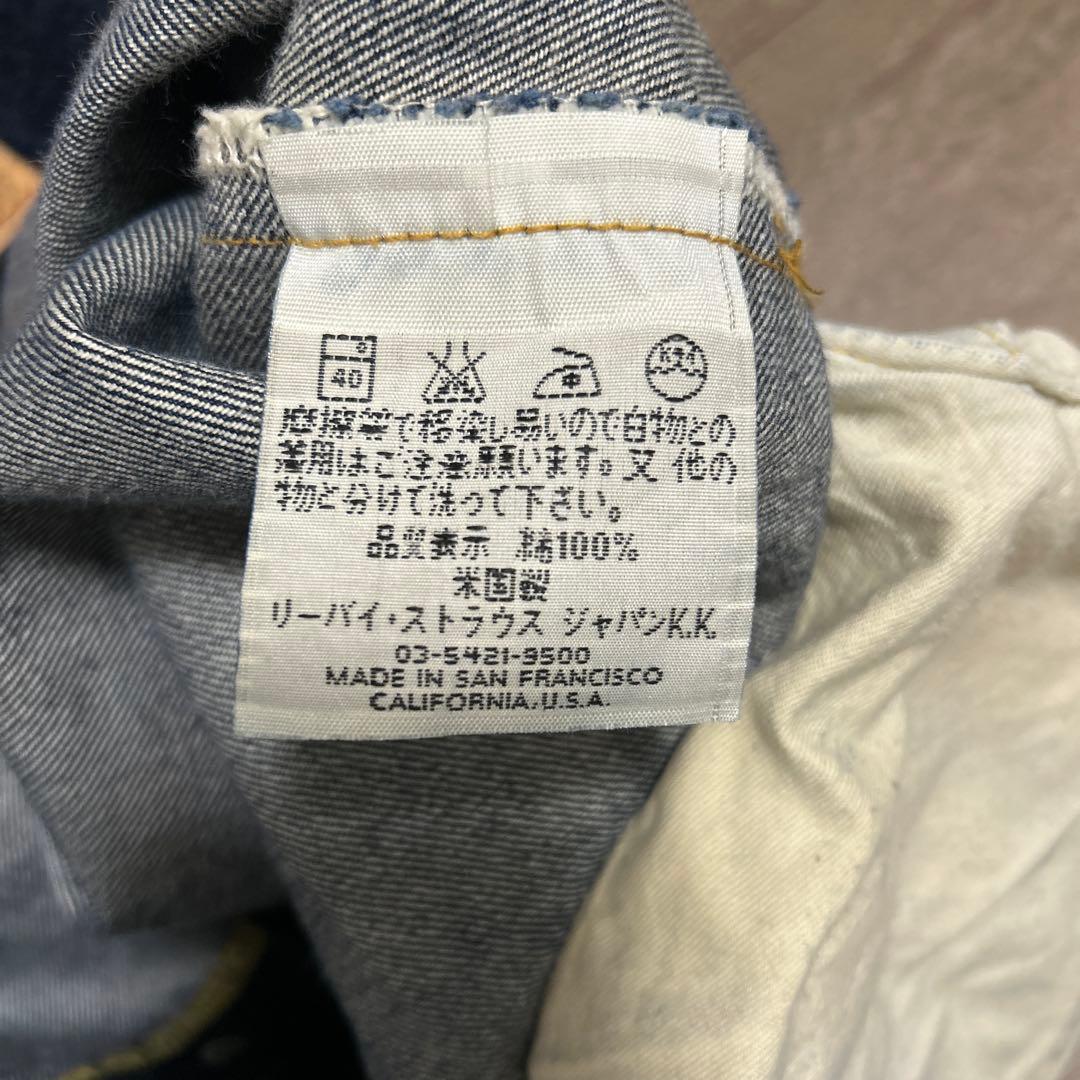 40
摩擦等で移染し易いので白物との
着用はご注意願います。又 他の
物と分けて洗って下さい。
品質表示 綿100%
米国製
リーバイ・ストラウス ジャパンK.K.
03-5421-9500
MADE IN SAN FRANCISCO
CALIFORNIA, U.S.A.